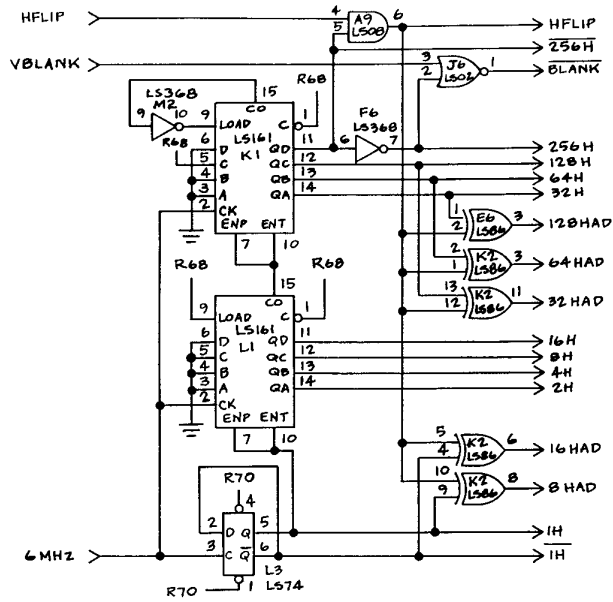 HFLIP
4
5
A9
LS08
6
HFLIP
256H
VBLANK
3
2
J6
LS02
1
BLANK
LS368
M2
9
10
15
CO
R68
9
LOAD
C
1
F6
LS368
R68
6
D
LS161
K1
QD
11
6
7
256H
5
C
QC
12
128H
4
B
QB
13
64H
3
A
QA
14
32H
2
CK
ENP
ENT
7
10
1
2
E6
LS86
3
128HAD
2
1
K2
LS86
3
64HAD
R68
15
R68
CO
13
12
K2
LS86
11
32HAD
9
LOAD
C
1
6
D
LS161
L1
QD
11
16H
5
C
QC
12
8H
4
B
QB
13
4H
3
A
QA
14
2H
2
CK
ENP
ENT
7
10
5
4
K2
LS86
6
16HAD
R70
4
10
9
K2
LS86
8
8HAD
2
D
Q
5
1H
6MHZ
3
C
Q
6
1H
L3
LS74
R70
1